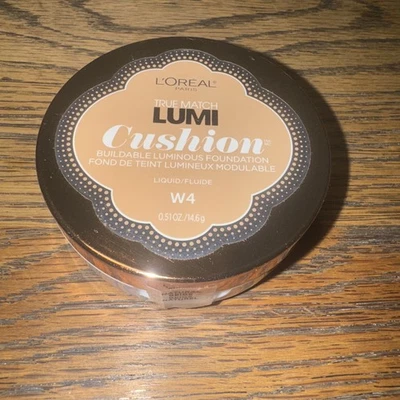 L'ORÉAL
PARIS
TRUE MATCH
LUMI
Cushion
BUILDABLE LUMINOUS FOUNDATION
FOND DE TEINT LUMINEUX MODULABLE
LIQUID/FLUIDE
W4
0.51 OZ./14.6g